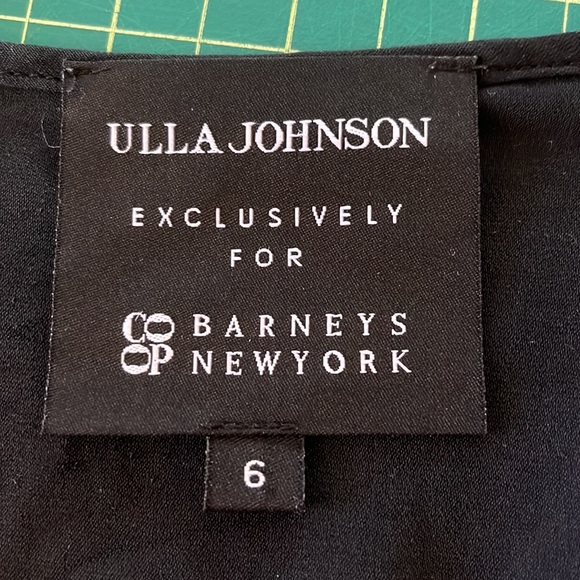 ULLA JOHNSON
EXCLUSIVELY
FOR
CO OP BARNEYS
NEWYORK
6